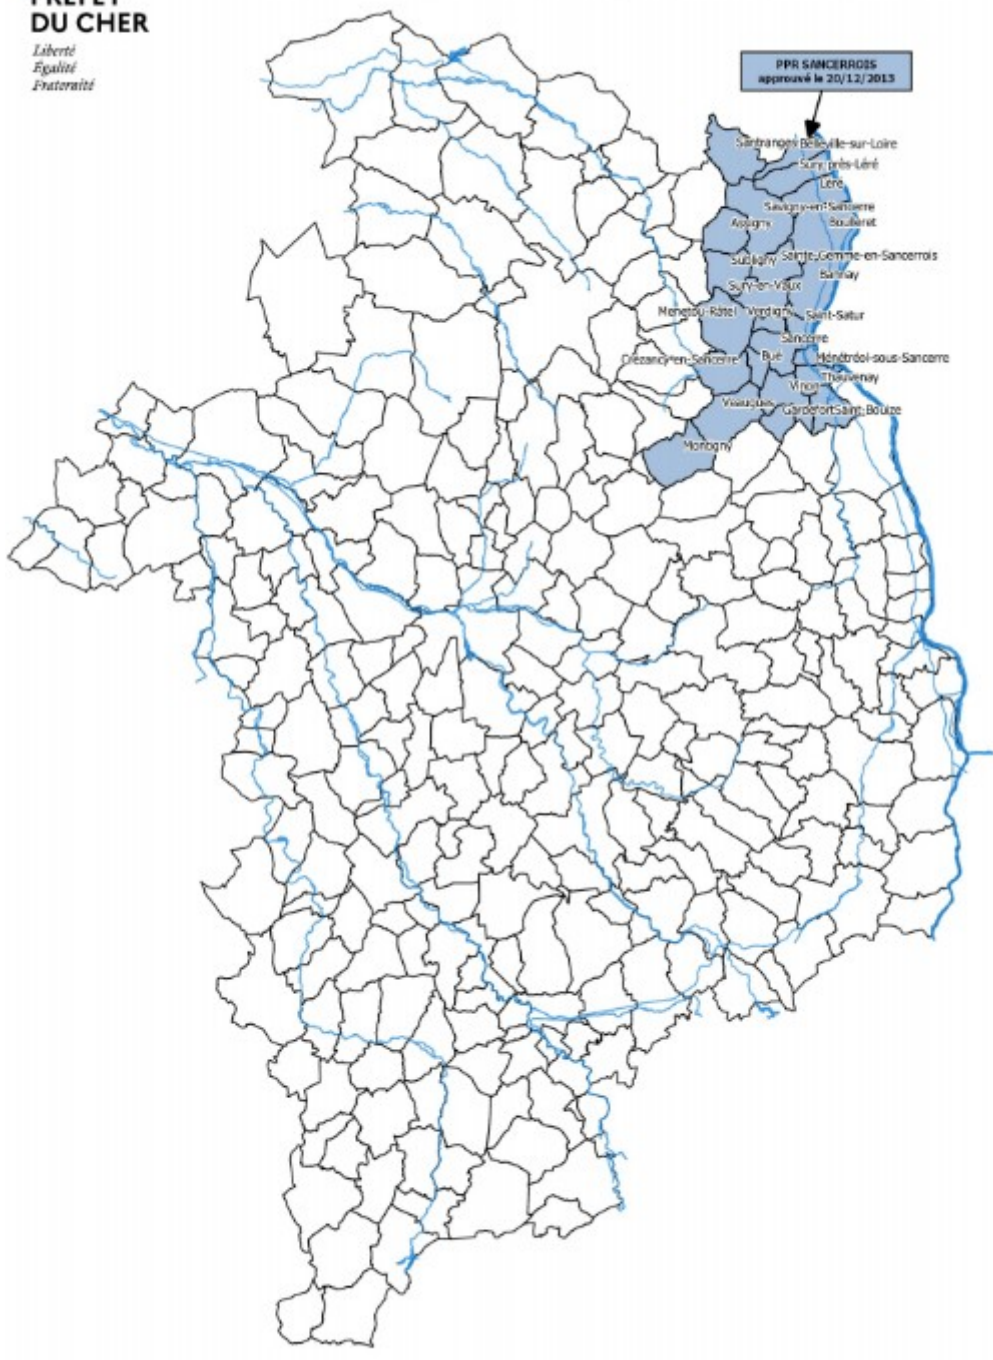 PRÉFET
DU CHER
Liberté
Égalité
Fraternité
PPR SANCERROIS
approuvé le 20/12/2013
Santranges Belleville-sur-Loire
Sury-près-Léré
Léré
Savigny-en-Sancerre
Assigny
Boulleret
Subligny
Sainte-Gemme-en-Sancerrois
Bannay
Sury-en-Vaux
Menetou-Râtel
Verdigny
Saint-Satur
Sancerre
Crézancy-en-Sancerre
Bué
Ménétréol-sous-Sancerre
Thauvenay
Vinon
Veaugues
Gardefort
Saint-Bouize
Montigny